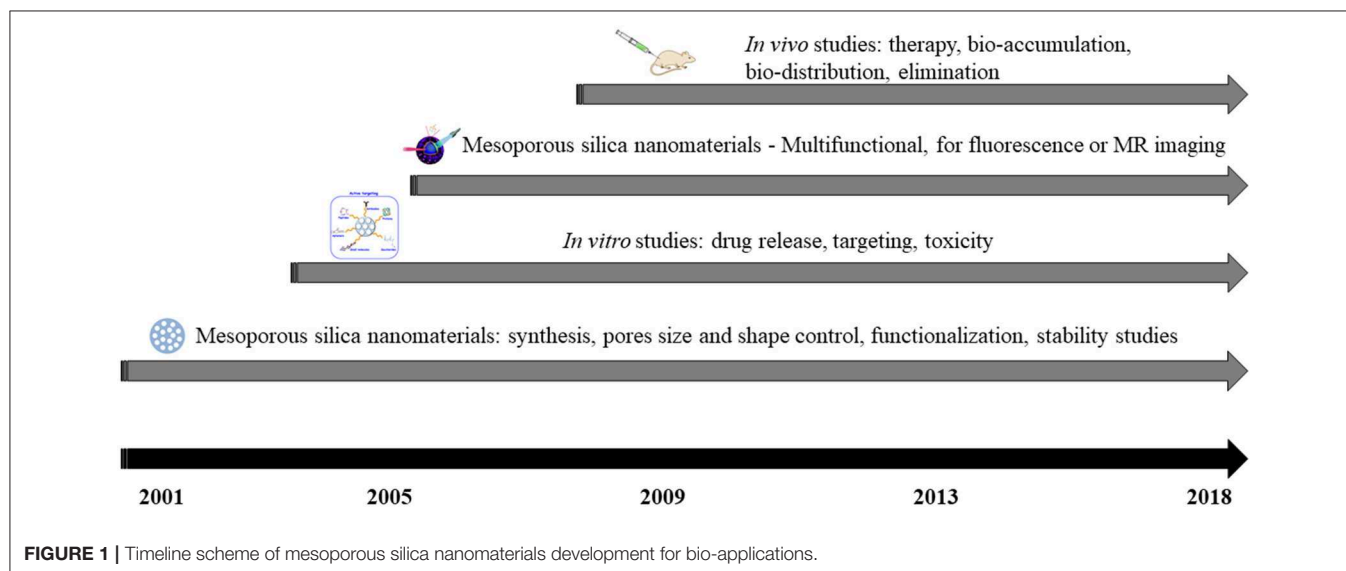 In vivo studies: therapy, bio-accumulation,
bio-distribution, elimination
Mesoporous silica nanomaterials - Multifunctional, for fluorescence or MR imaging
Active targeting
In vitro studies: drug release, targeting, toxicity
Mesoporous silica nanomaterials: synthesis, pores size and shape control, functionalization, stability studies
2001 2005 2009 2013 2018
FIGURE 1 | Timeline scheme of mesoporous silica nanomaterials development for bio-applications.